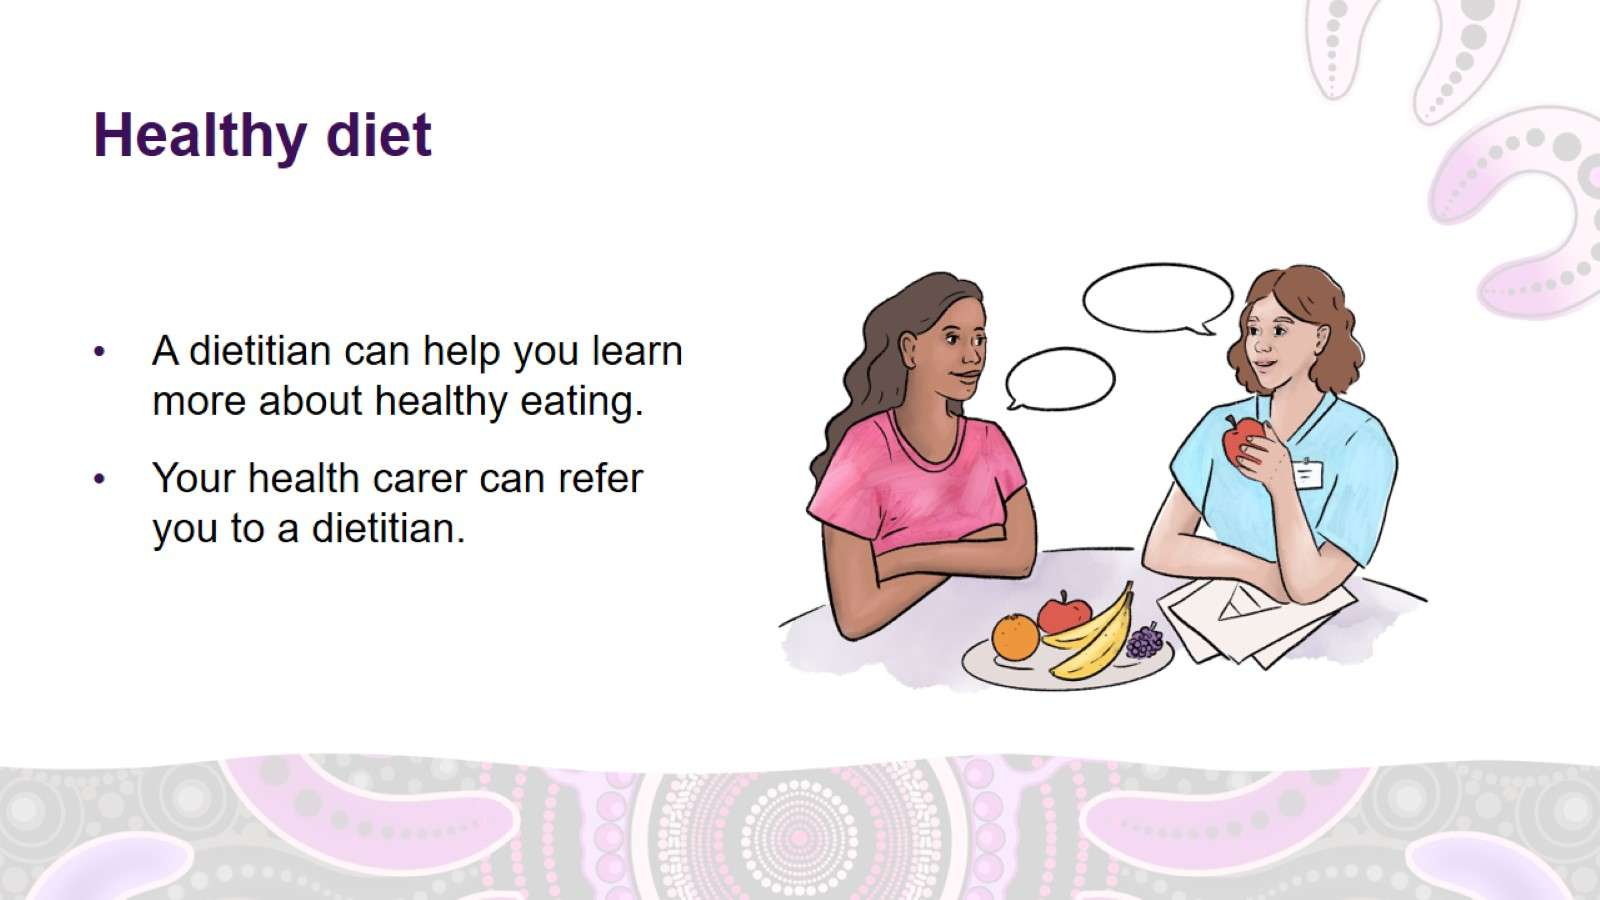 Healthy diet
• A dietitian can help you learn
more about healthy eating.
• Your health carer can refer
you to a dietitian.